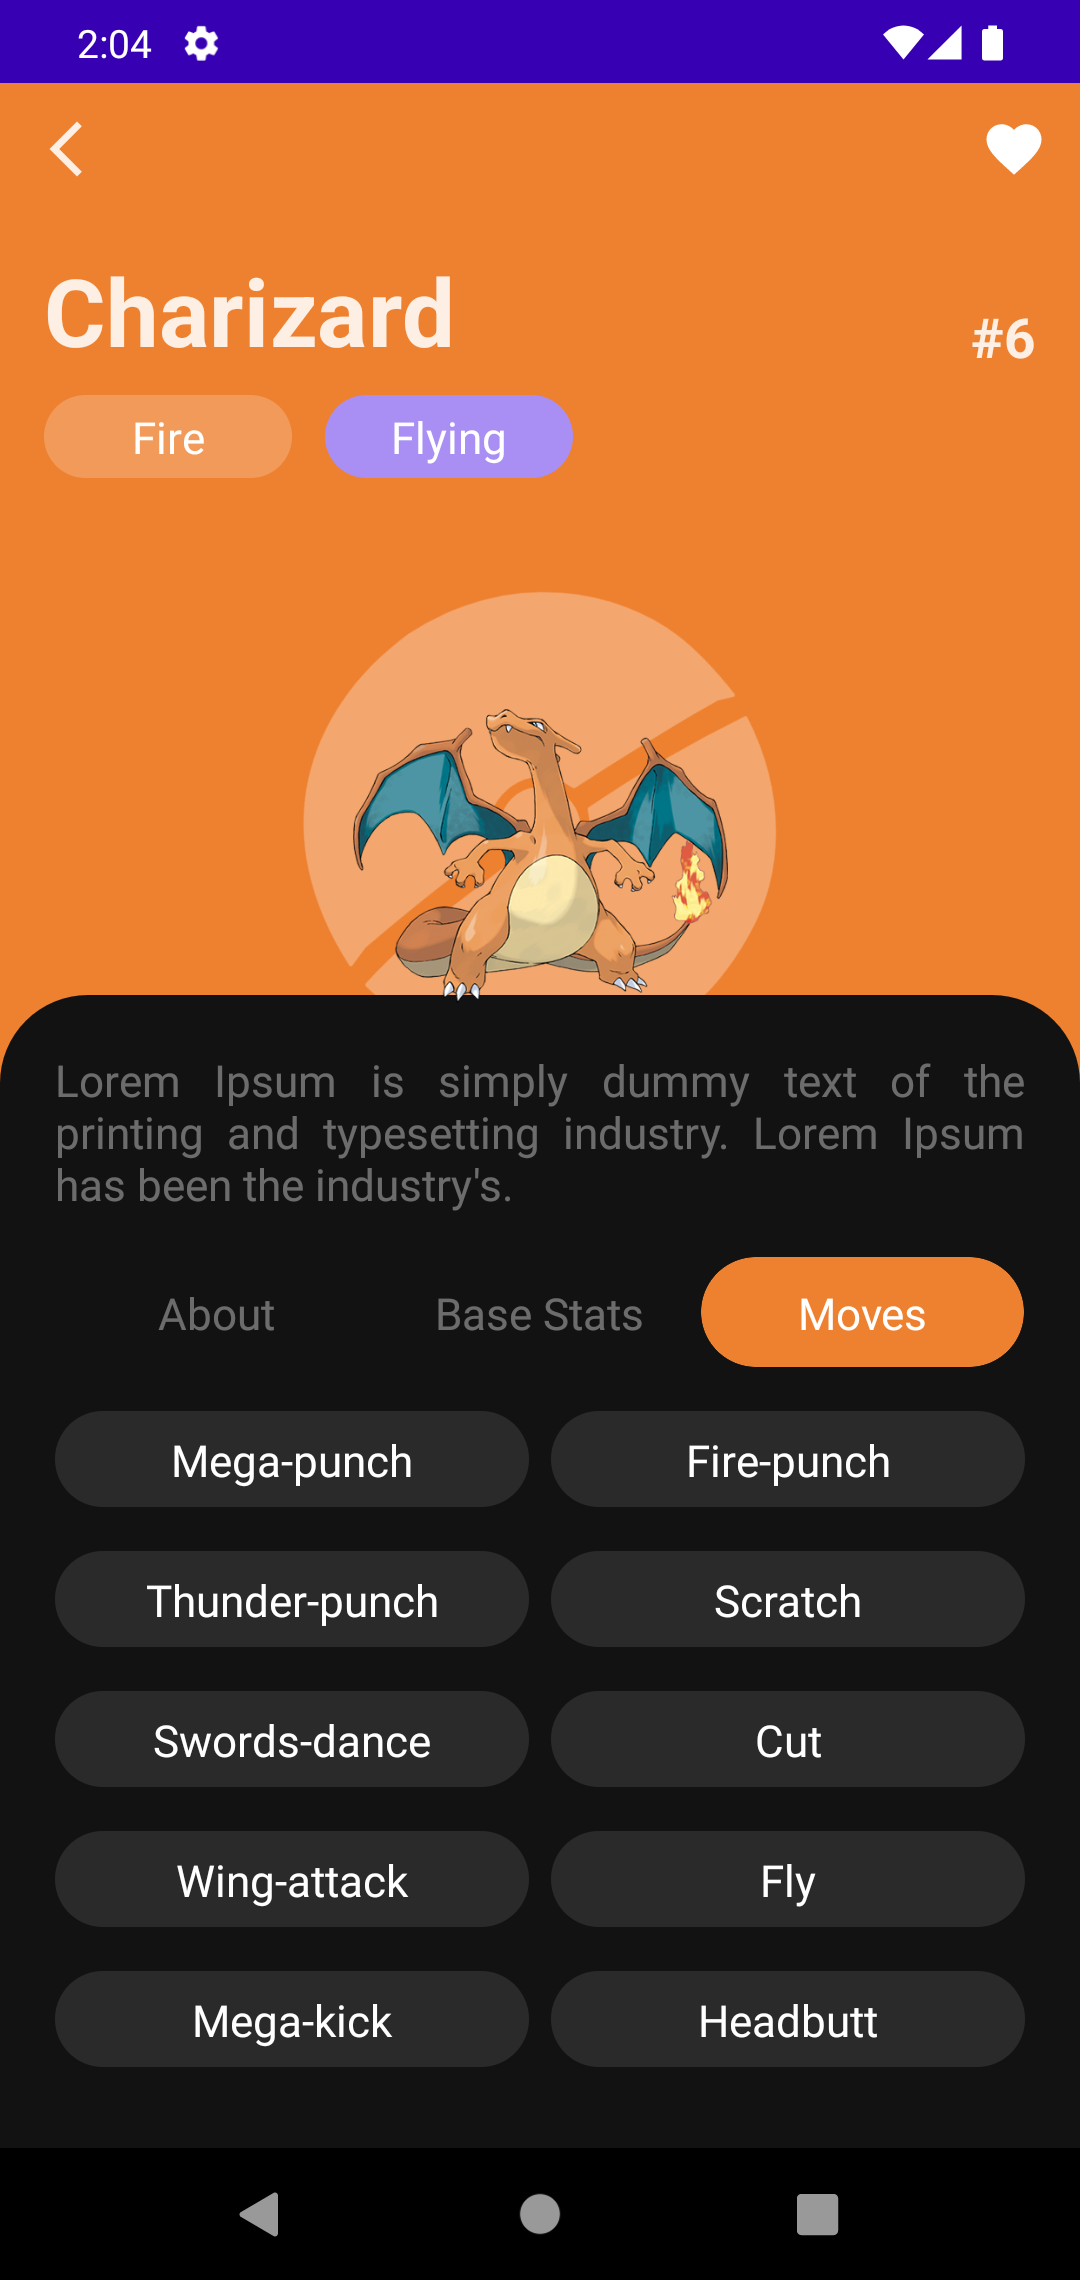 2:04
Charizard
#6
Fire
Flying
Lorem Ipsum is simply dummy text of the
printing and typesetting industry. Lorem Ipsum
has been the industry's.
About
Base Stats
Moves
Mega-punch
Fire-punch
Thunder-punch
Scratch
Swords-dance
Cut
Wing-attack
Fly
Mega-kick
Headbutt